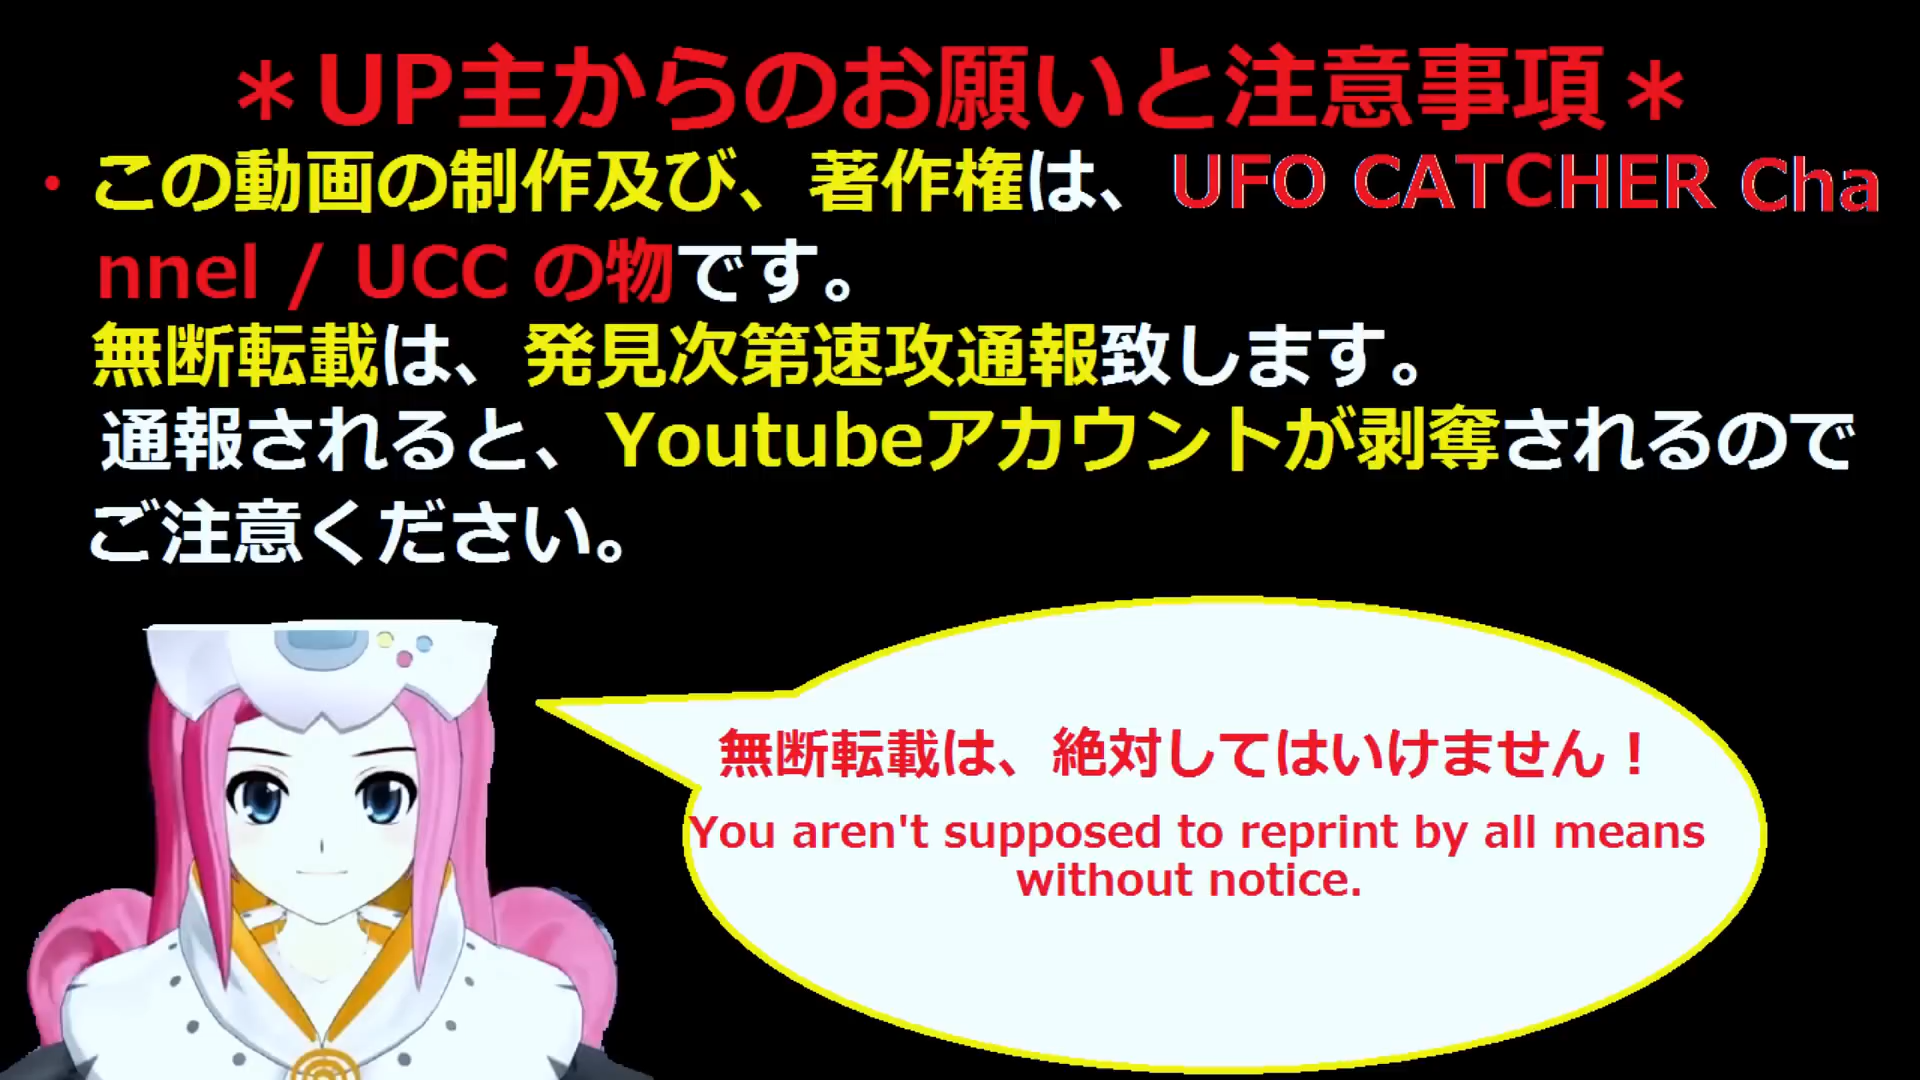 ＊UP主からのお願いと注意事項＊
・この動画の制作及び、著作権は、UFO CATCHER Cha
nnel / UCC の物です。
無断転載は、発見次第速攻通報致します。
通報されると、Youtubeアカウントが剥奪されるので
ご注意ください。
無断転載は、絶対してはいけません！
You aren't supposed to reprint by all means
without notice.